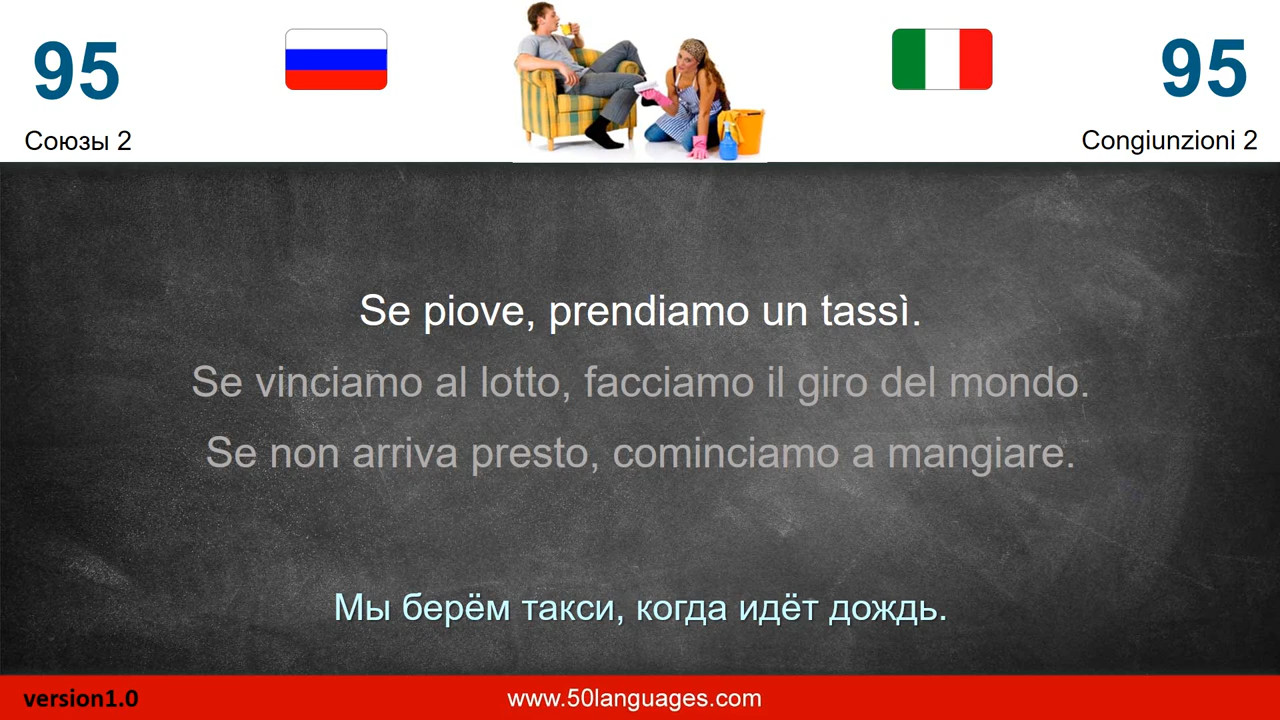 95
95
Союзы 2
Congiunzioni 2
Se piove, prendiamo un tassì.
Se vinciamo al lotto, facciamo il giro del mondo.
Se non arriva presto, cominciamo a mangiare.
Мы берём такси, когда идёт дождь.
version1.0
www.50languages.com